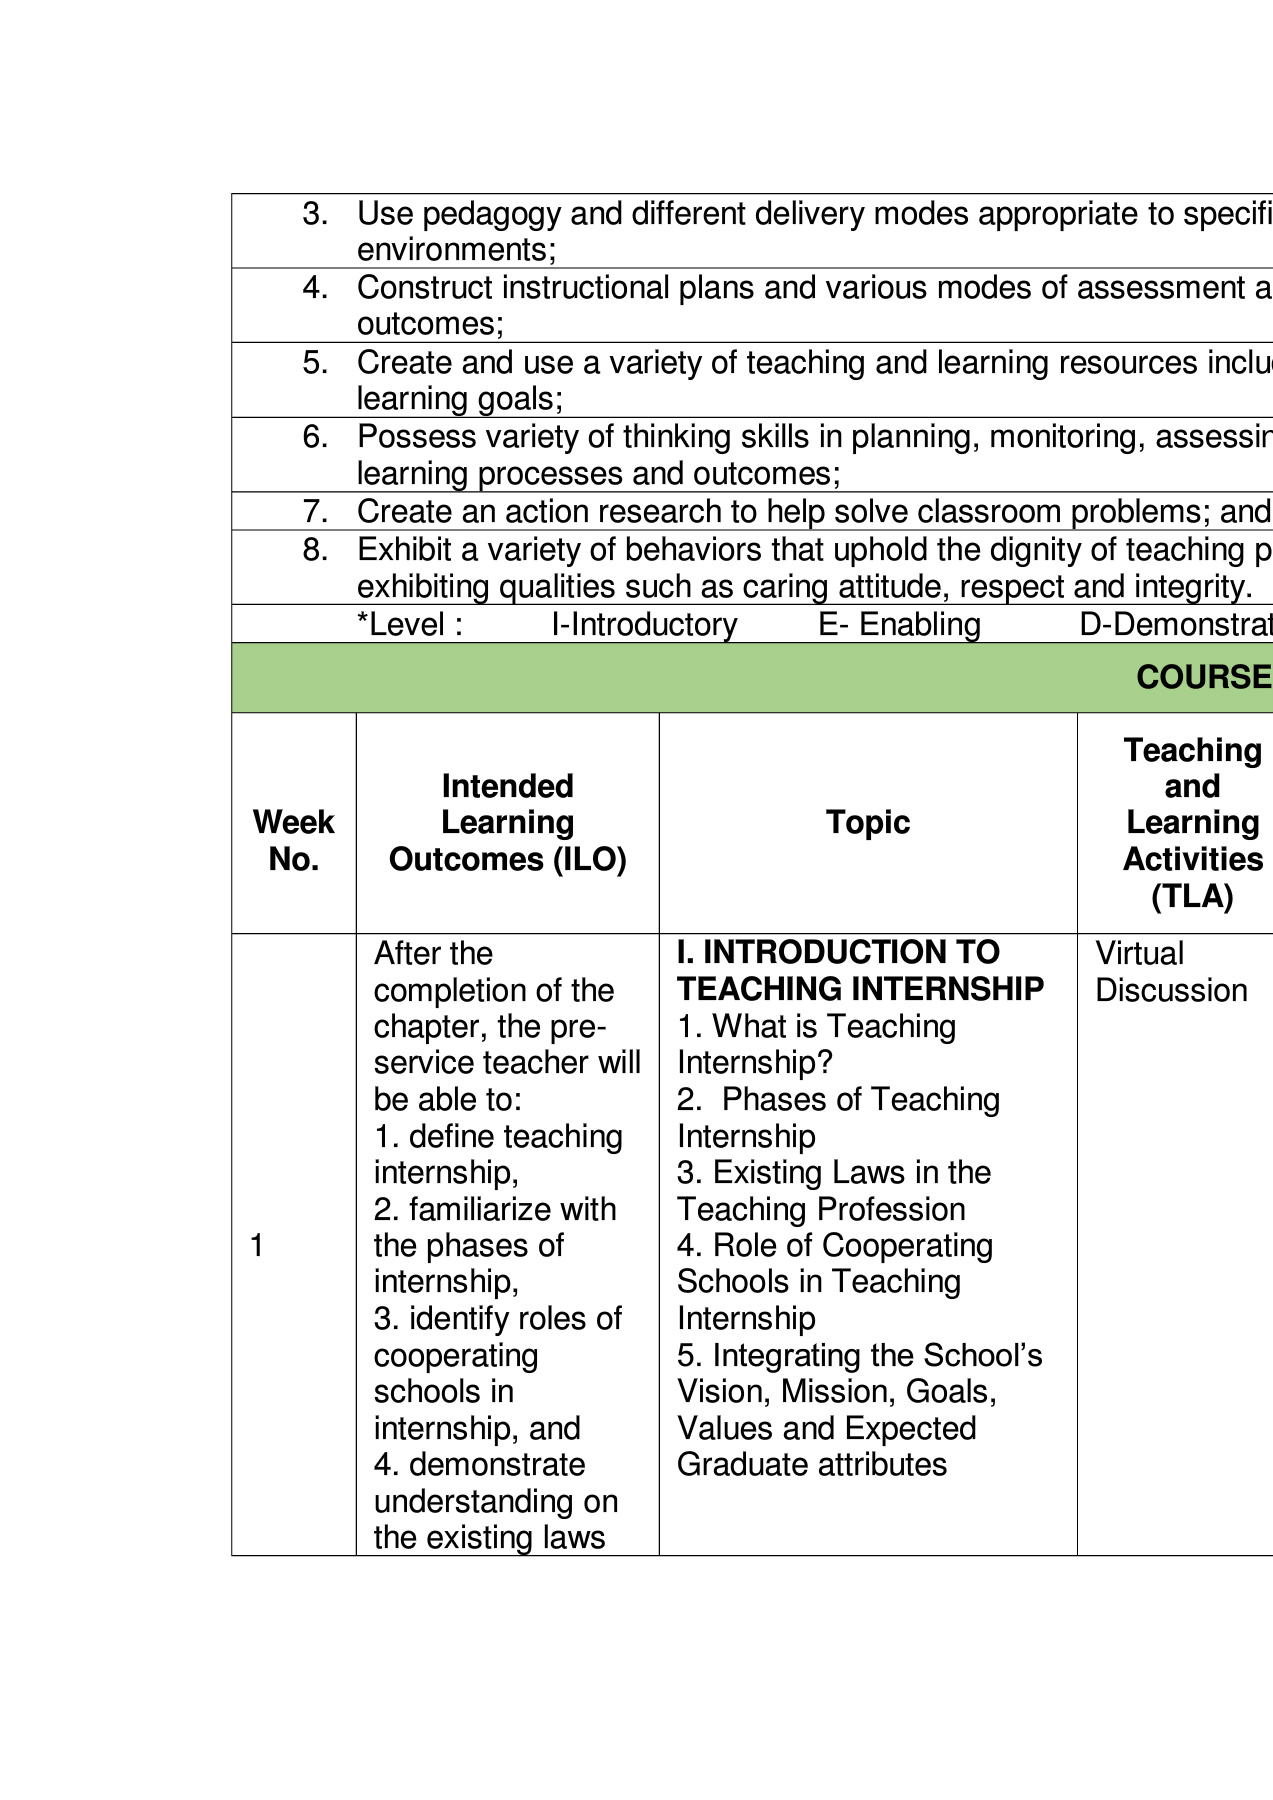 3. Use pedagogy and different delivery modes appropriate to
environments;
4. Construct instructional plans and various modes of assessment
outcomes;
5. Create and use a variety of teaching and learning resources
learning goals;
6. Possess variety of thinking skills in planning, monitoring,
learning processes and outcomes;
7. Create an action research to help solve classroom problems; and
8. Exhibit a variety of behaviors that uphold the dignity of teaching
exhibiting qualities such as caring attitude, respect and integrity.
*Level : I-Introductory E- Enabling
COURSE
Week
No.
Intended
Learning
Outcomes (ILO)
Topic
Teaching
and
Learning
Activities
(TLA)
1
After the
completion of the
chapter, the pre-
service teacher will
be able to:
1. define teaching
internship,
2. familiarize with
the phases of
internship,
3. identify roles of
cooperating
schools in
internship, and
4. demonstrate
understanding on
the existing laws
I. INTRODUCTION TO
TEACHING INTERNSHIP
1. What is Teaching
Internship?
2. Phases of Teaching
Internship
3. Existing Laws in the
Teaching Profession
4. Role of Cooperating
Schools in Teaching
Internship
5. Integrating the School’s
Vision, Mission, Goals,
Values and Expected
Graduate attributes
Virtual
Discussion